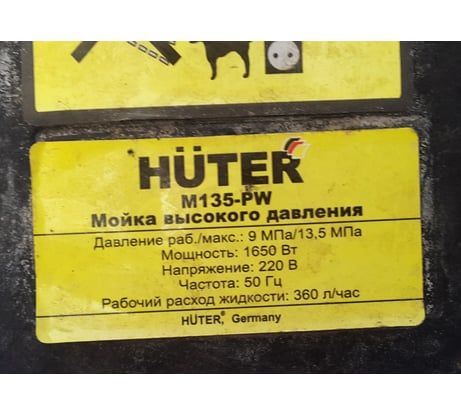 HÜTER
M135-PW
Мойка высокого давления
Давление раб./макс.: 9 МПа/13,5 МПа
Мощность: 1650 Вт
Напряжение: 220 В
Частота: 50 Гц
Рабочий расход жидкости: 360 л/час
HÜTER® Germany